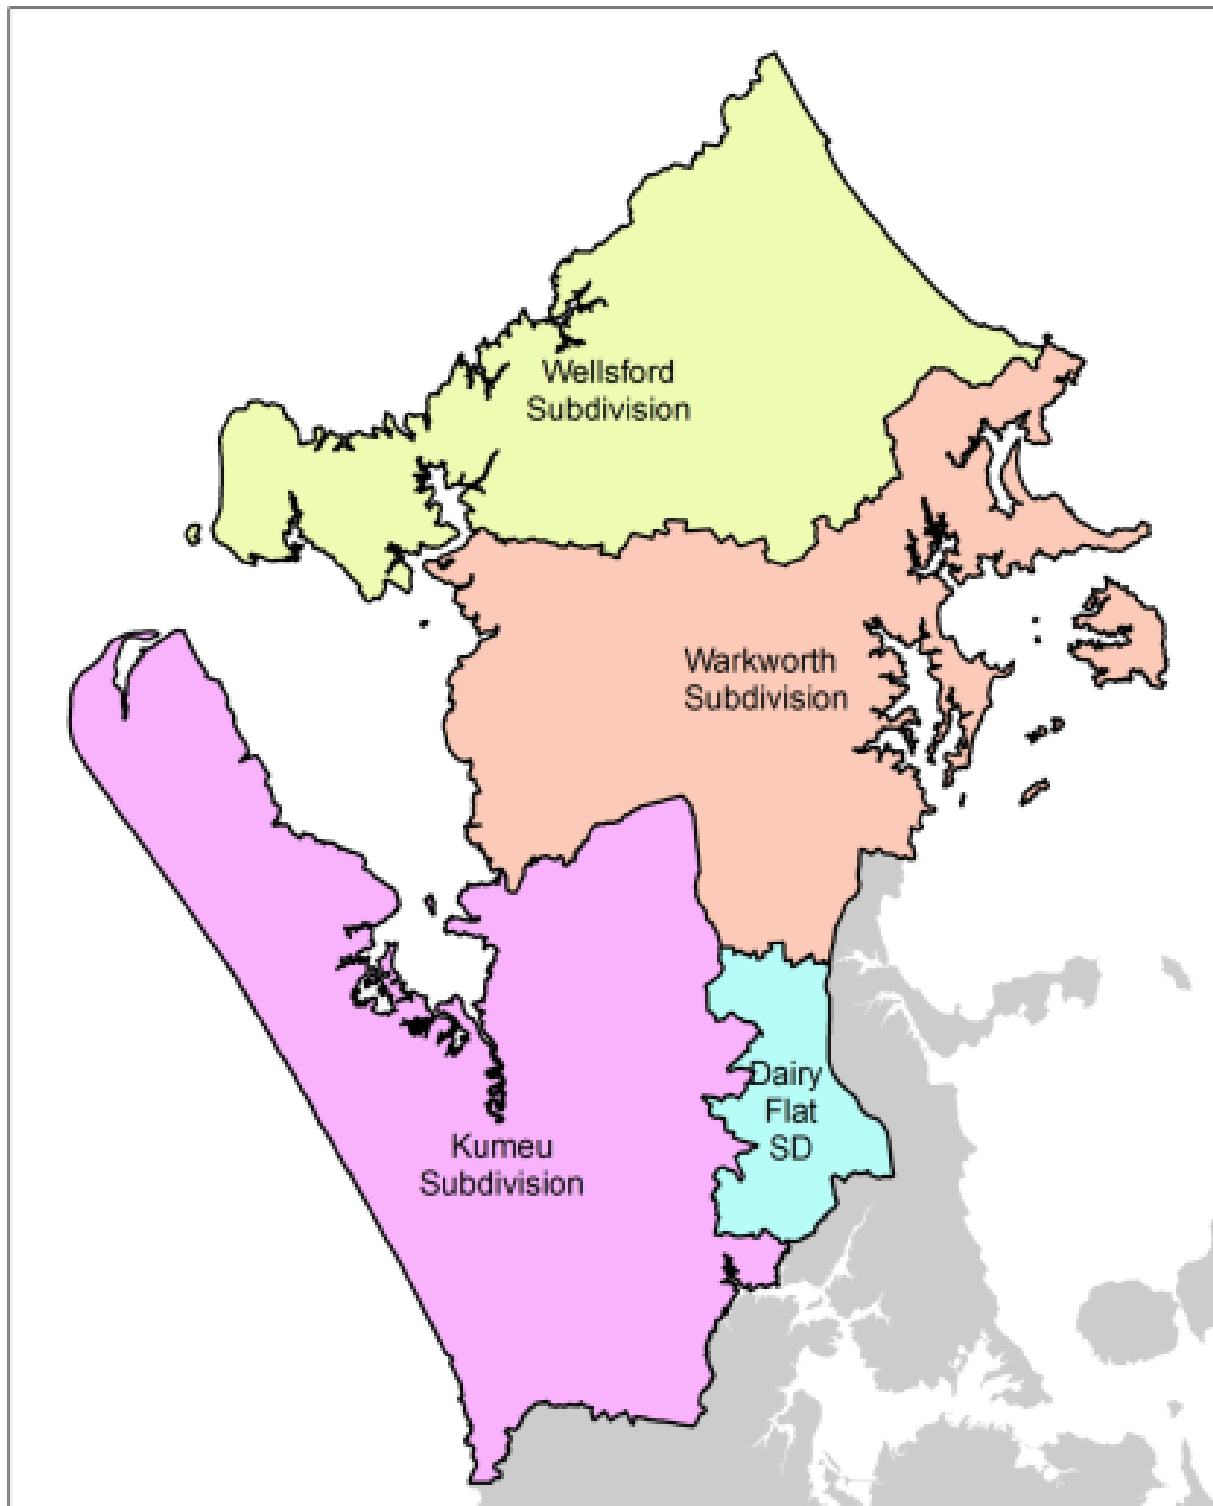 Wellsford
Subdivision
Warkworth
Subdivision
Dairy
Flat
SD
Kumeu
Subdivision